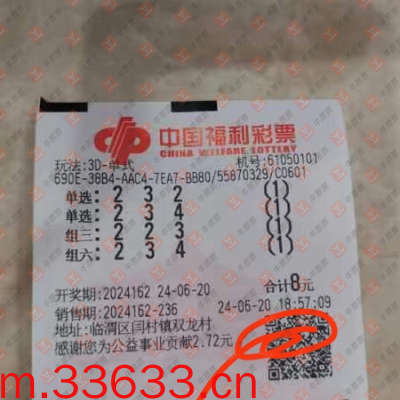 中国福利彩票
CHINA WELFARE LOTTERY
玩法:3D-单式 机号:61050101
690E-36B4-AAC4-7EA7-BB80/55870329/C0601
单选: 2 3 2 (1)
单选: 2 3 4 (1)
组三: 2 2 3 (1)
组六: 2 3 4 (1)
开奖期:2024162 24-06-20 合计8元
销售期:2024162-236 24-06-20 18:57:09
地址:临渭区闫村镇双龙村
感谢您为公益事业贡献2.72元
m.33633.cn